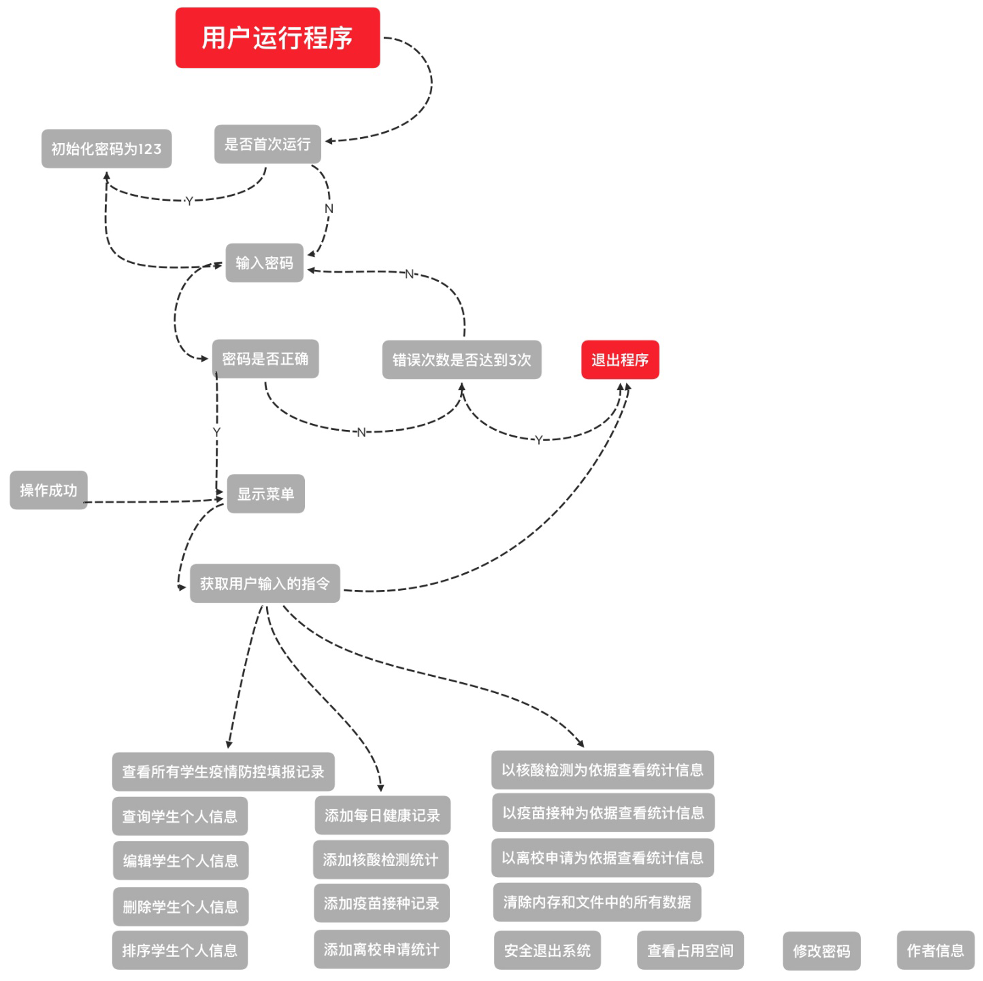 用户运行程序
初始化密码为123
是否首次运行
Y
N
输入密码
N
密码是否正确
错误次数是否达到3次
退出程序
Y
N
Y
操作成功
显示菜单
获取用户输入的指令
查看所有学生疫情防控填报记录
以核酸检测为依据查看统计信息
查询学生个人信息
添加每日健康记录
以疫苗接种为依据查看统计信息
编辑学生个人信息
添加核酸检测统计
以离校申请为依据查看统计信息
删除学生个人信息
添加疫苗接种记录
清除内存和文件中的所有数据
排序学生个人信息
添加离校申请统计
安全退出系统
查看占用空间
修改密码
作者信息